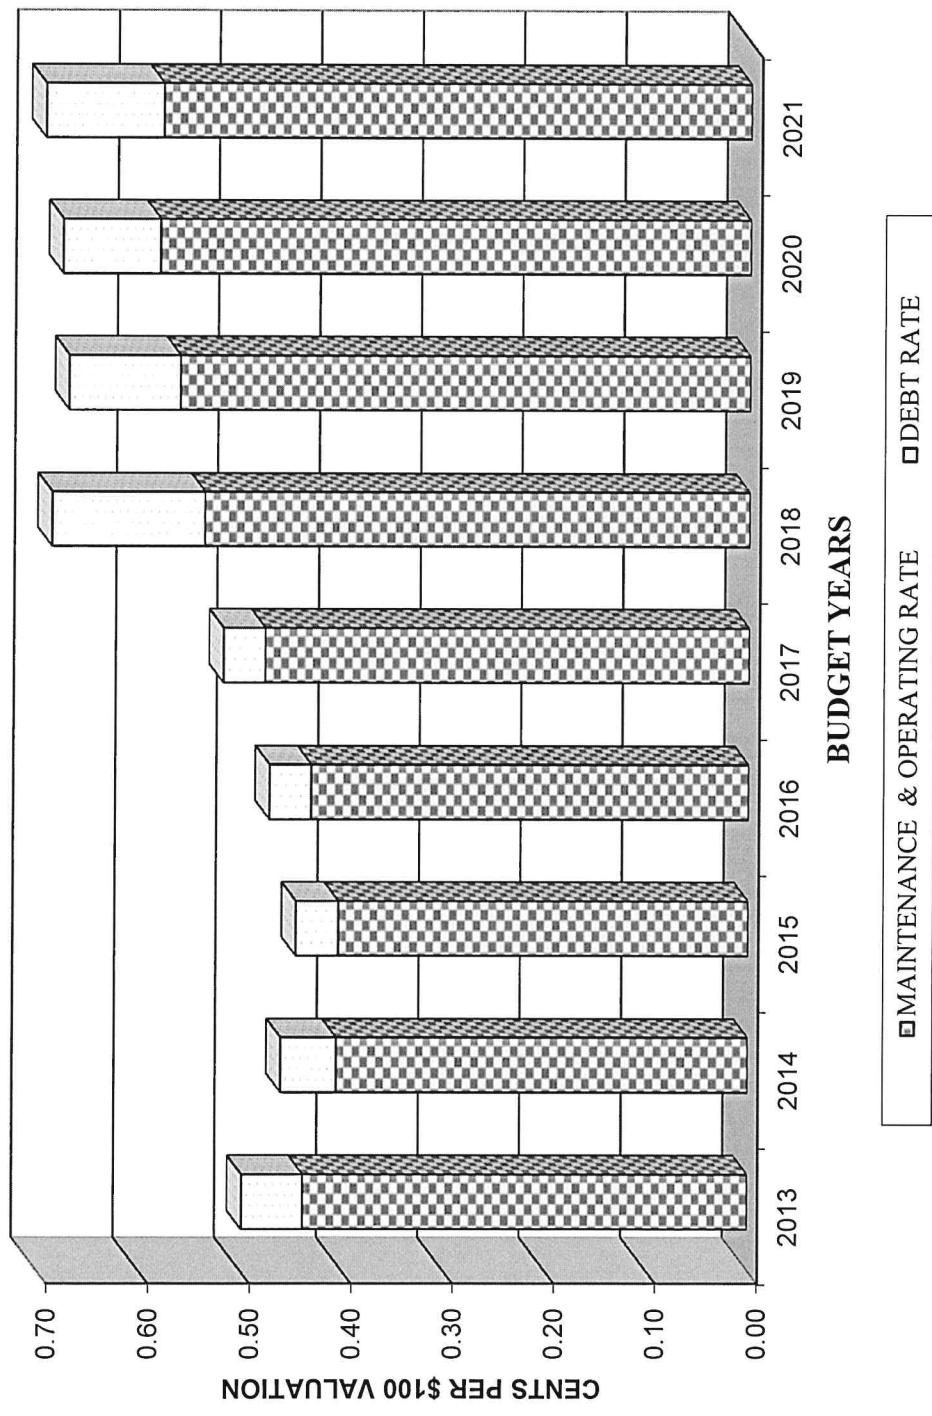 CENTS PER $100 VALUATION
0.70
0.60
0.50
0.40
0.30
0.20
0.10
0.00
2013 2014 2015 2016 2017 2018 2019 2020 2021
BUDGET YEARS
MAINTENANCE & OPERATING RATE DEBT RATE